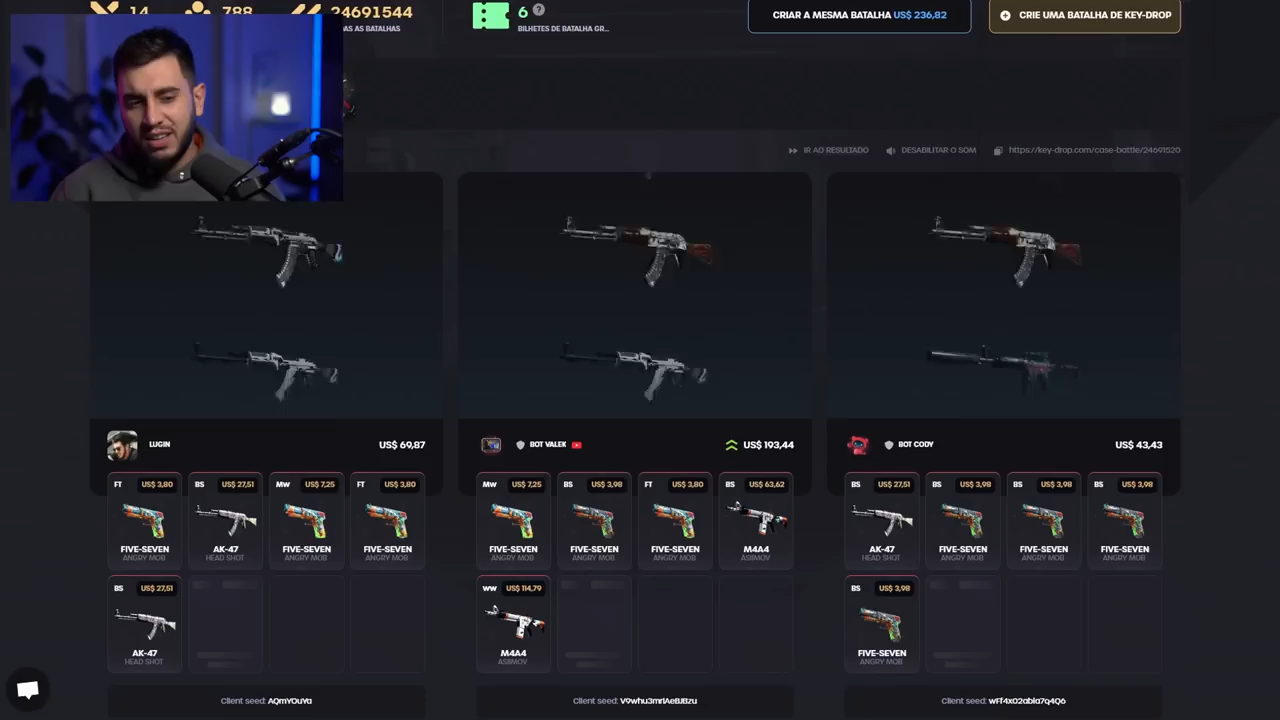 14
788
24691544
6
BILHETES DE BATALHA GR...
CRIAR A MESMA BATALHA US$ 236,82
CRIE UMA BATALHA DE KEY-DROP
AS BATALHAS
IR AO RESULTADO
DESABILITAR O SOM
https://key-drop.com/case-battle/24691520
LUGIN
US$ 69,87
BOT VALEK
US$ 193,44
BOT CODY
US$ 43,43
FT US$ 3,80
BS US$ 27,51
MW US$ 7,25
FT US$ 3,80
FIVE-SEVEN
ANGRY MOB
AK-47
HEAD SHOT
FIVE-SEVEN
ANGRY MOB
FIVE-SEVEN
ANGRY MOB
BS US$ 27,51
AK-47
HEAD SHOT
MW US$ 7,25
BS US$ 3,98
FT US$ 3,80
BS US$ 63,62
FIVE-SEVEN
ANGRY MOB
FIVE-SEVEN
ANGRY MOB
FIVE-SEVEN
ANGRY MOB
M4A4
ASIIMOV
WW US$ 114,79
M4A4
ASIIMOV
BS US$ 27,51
BS US$ 3,98
BS US$ 3,98
BS US$ 3,98
AK-47
HEAD SHOT
FIVE-SEVEN
ANGRY MOB
FIVE-SEVEN
ANGRY MOB
FIVE-SEVEN
ANGRY MOB
BS US$ 3,98
FIVE-SEVEN
ANGRY MOB
Client seed: AQmYOuYa
Client seed:
Client seed: wFf4x02abla7q4Q6